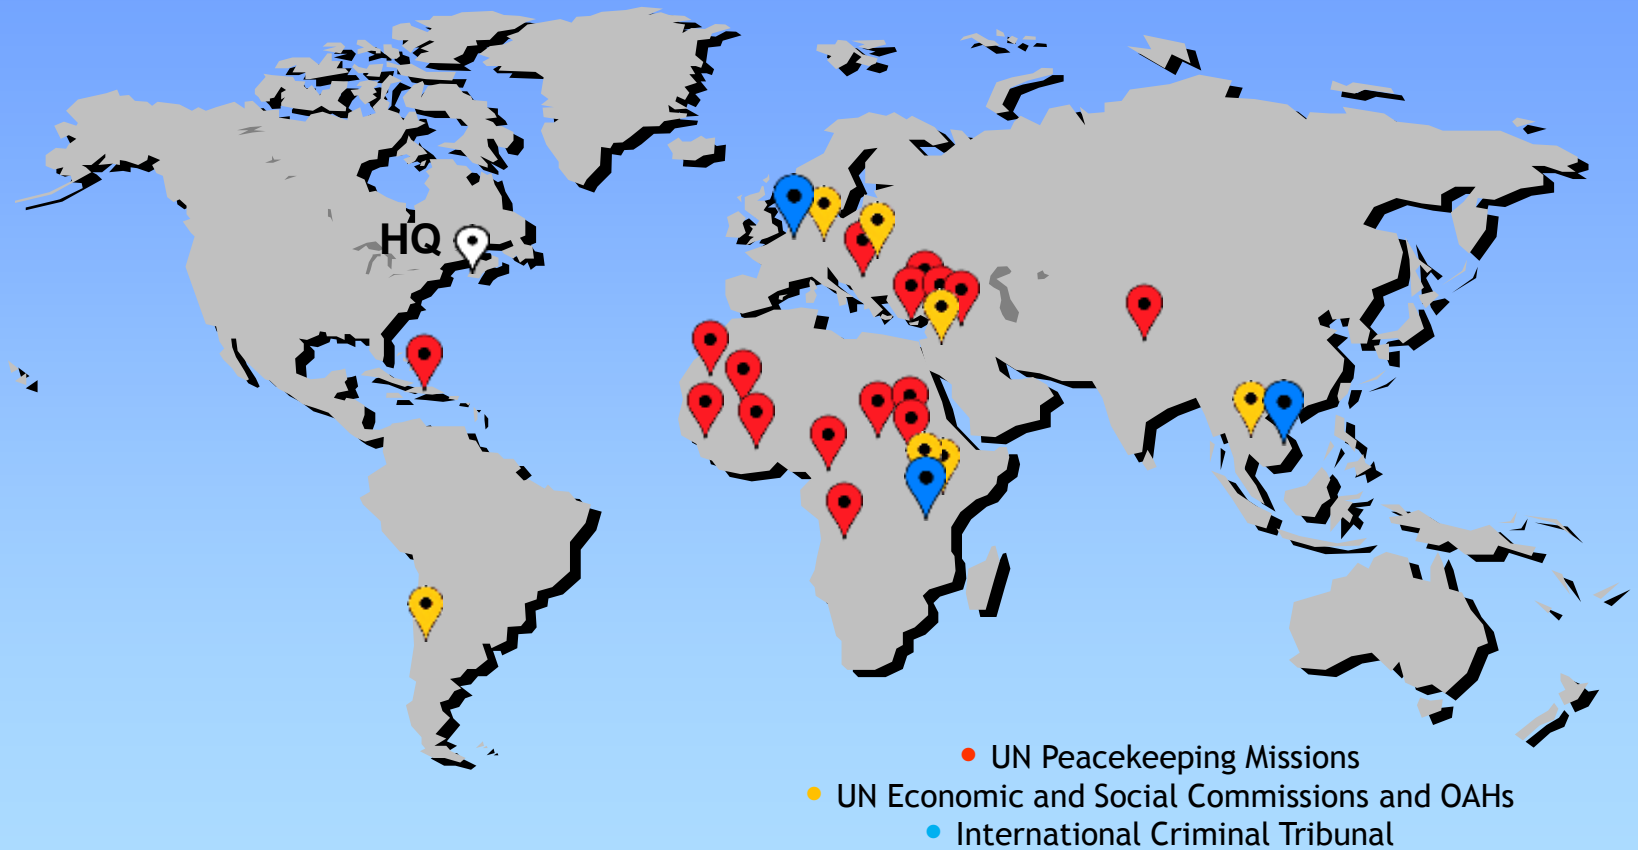 HQ
UN Peacekeeping Missions
UN Economic and Social Commissions and OAHs
International Criminal Tribunal